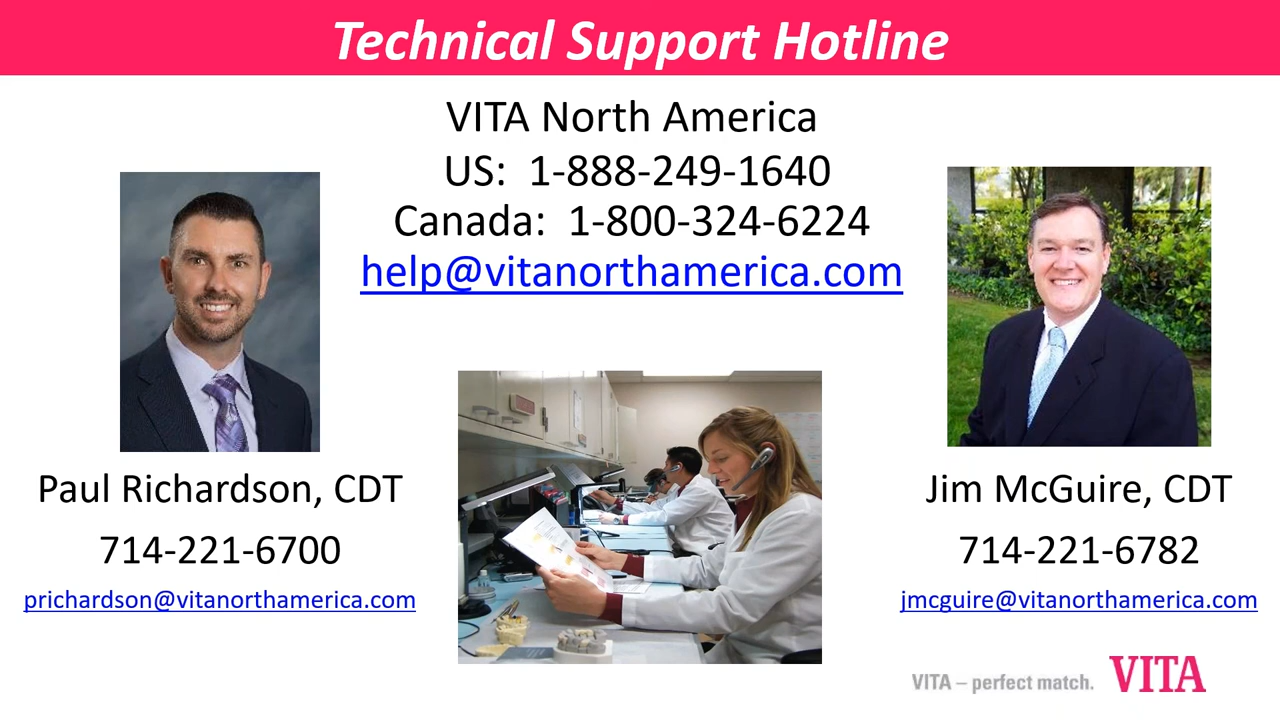 Technical Support Hotline
VITA North America
US: 1-888-249-1640
Canada: 1-800-324-6224
help@vitanorthamerica.com
Paul Richardson, CDT
714-221-6700
prichardson@vitanorthamerica.com
Jim McGuire, CDT
714-221-6782
jmcguire@vitanorthamerica.com
VITA – perfect match.
VITA